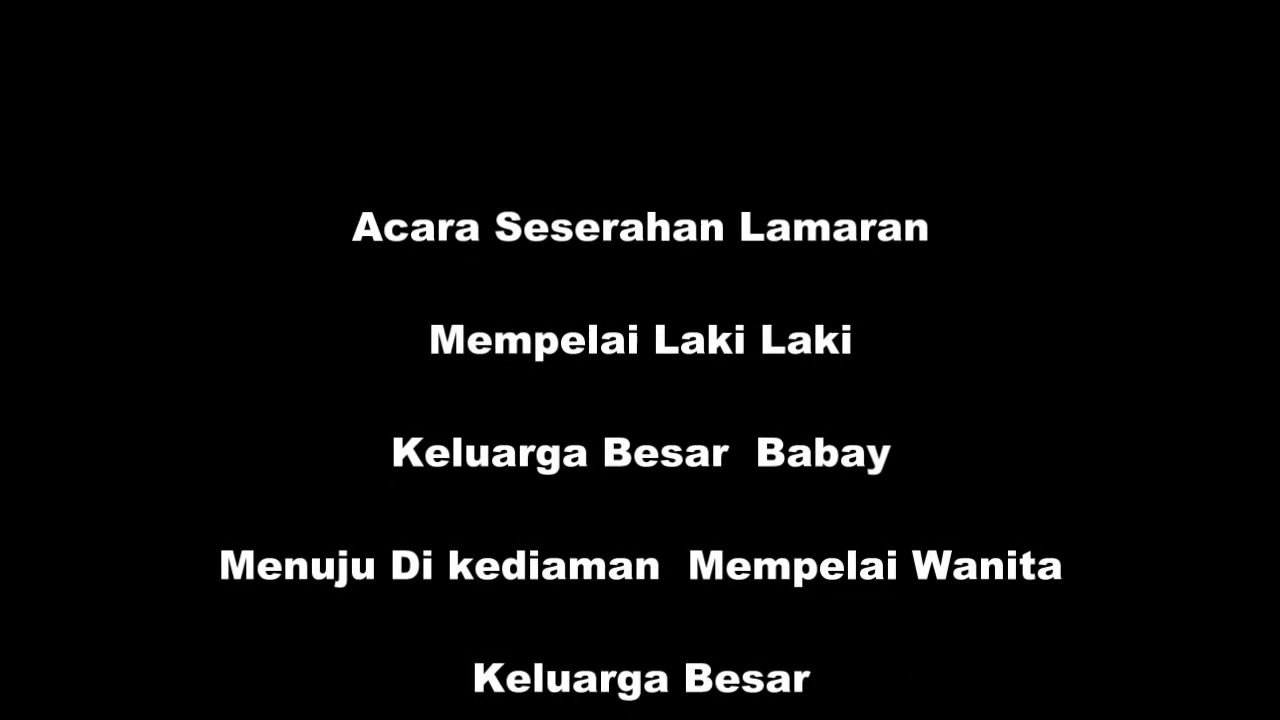 Acara Seserahan Lamaran
Mempelai Laki Laki
Keluarga Besar  Babay
Menuju Di kediaman  Mempelai Wanita
Keluarga Besar